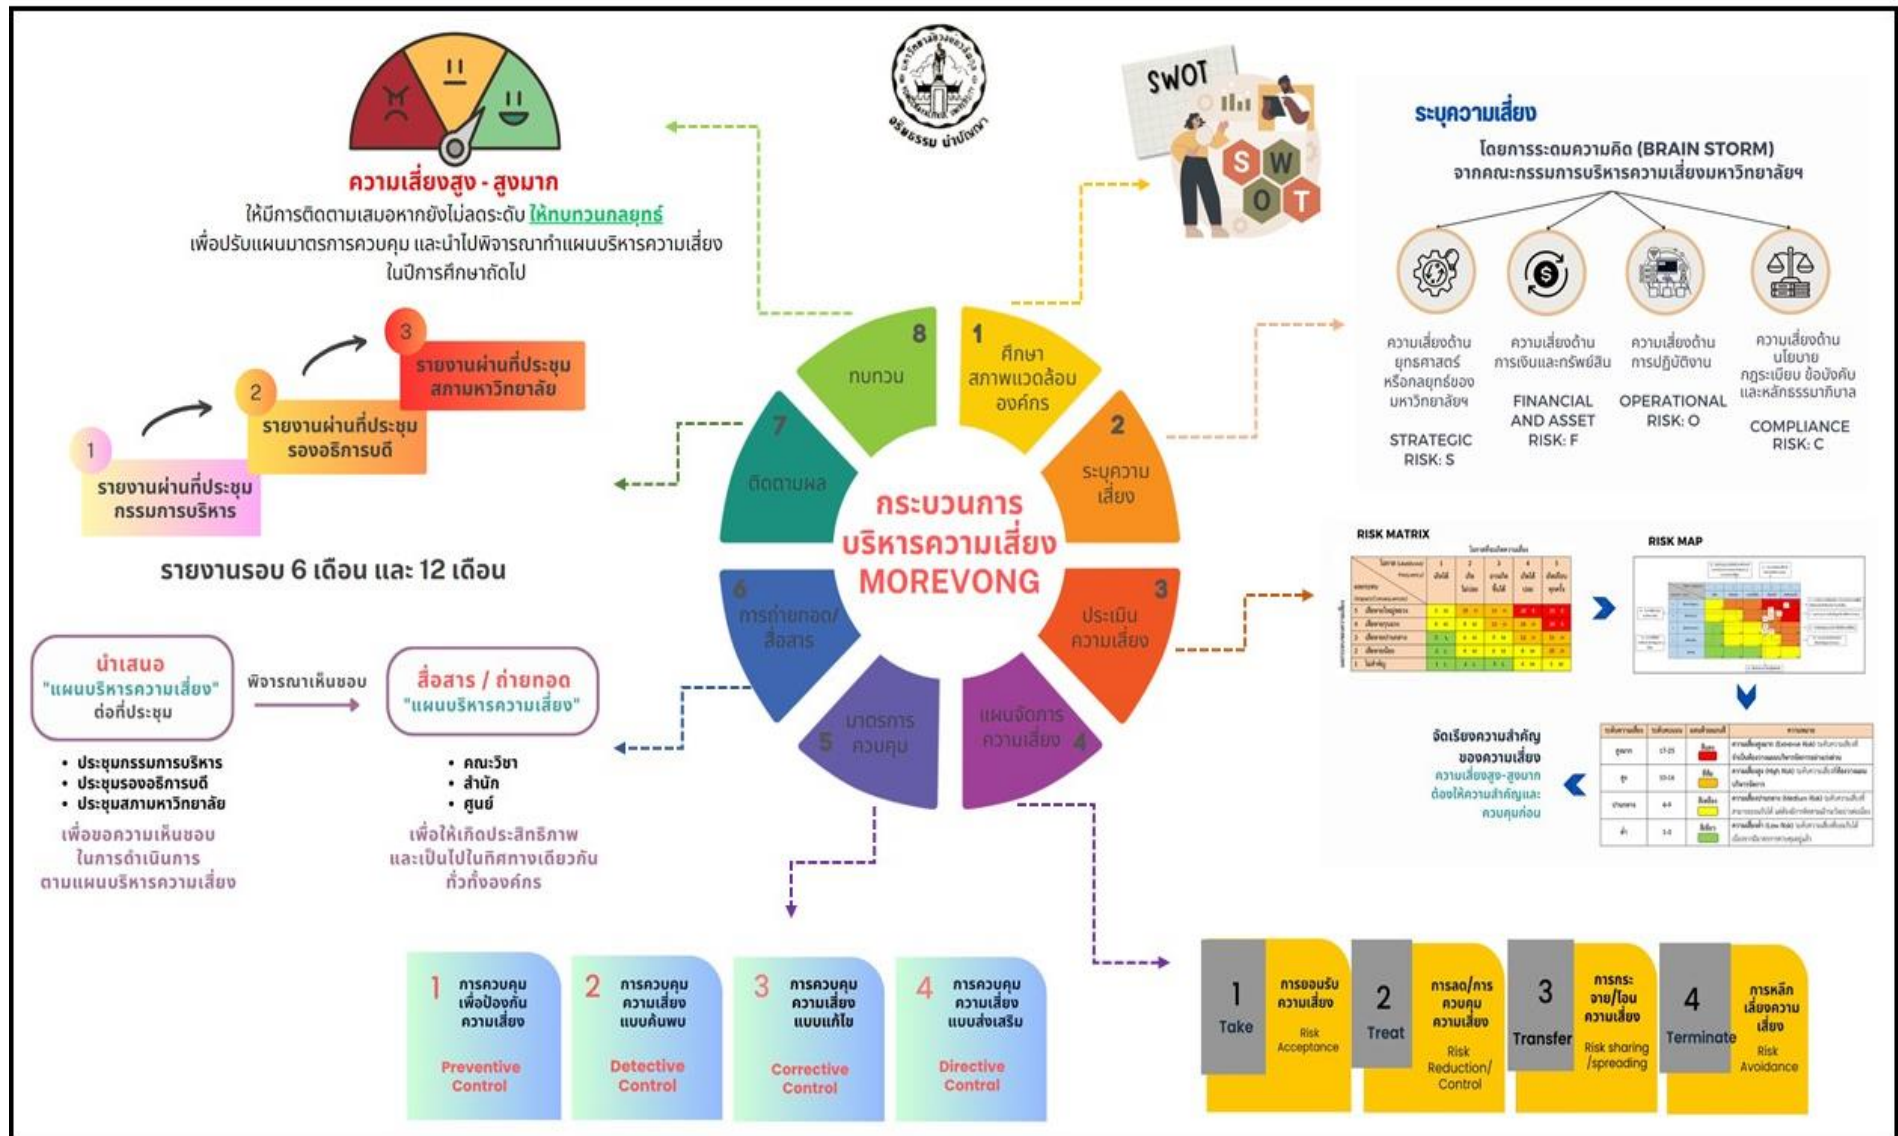 อริยธรรม นำปัญญา
SWOT
S W
O T
ระบุความเสี่ยง
โดยการระดมความคิด (BRAIN STORM)
จากคณะกรรมการบริหารความเสี่ยงมหาวิทยาลัยฯ
ความเสี่ยงด้าน
ยุทธศาสตร์
หรือกลยุทธ์ของ
มหาวิทยาลัยฯ
STRATEGIC
RISK: S
ความเสี่ยงด้าน
การเงินและทรัพย์สิน
FINANCIAL
AND ASSET
RISK: F
ความเสี่ยงด้าน
การปฏิบัติงาน
OPERATIONAL
RISK: O
ความเสี่ยงด้าน
นโยบาย
กฎระเบียบ ข้อบังคับ
และหลักธรรมาภิบาล
COMPLIANCE
RISK: C
ความเสี่ยงสูง - สูงมาก
ให้มีการติดตามเสมอหากยังไม่ลดระดับ ให้ทบทวนกลยุทธ์
เพื่อปรับแผนมาตรการควบคุม และนำไปพิจารณาทำแผนบริหารความเสี่ยง
ในปีการศึกษาถัดไป
3
รายงานผ่านที่ประชุม
สภามหาวิทยาลัย
2
รายงานผ่านที่ประชุม
รองอธิการบดี
1
รายงานผ่านที่ประชุม
กรรมการบริหาร
รายงานรอบ 6 เดือน และ 12 เดือน
กระบวนการ
บริหารความเสี่ยง
MOREVONG
1
ศึกษา
สภาพแวดล้อม
องค์กร
2
ระบุความ
เสี่ยง
3
ประเมิน
ความเสี่ยง
แผนจัดการ
ความเสี่ยง 4
มาตรการ
5 ควบคุม
6
การถ่ายทอด/
สื่อสาร
7
ติดตามผล
8
ทบทวน
RISK MATRIX
RISK MAP
จัดเรียงความสำคัญ
ของความเสี่ยง
ความเสี่ยงสูง-สูงมาก
ต้องให้ความสำคัญและ
ควบคุมก่อน
นำเสนอ
"แผนบริหารความเสี่ยง"
ต่อที่ประชุม
พิจารณาเห็นชอบ
สื่อสาร / ถ่ายทอด
"แผนบริหารความเสี่ยง"
• ประชุมกรรมการบริหาร
• ประชุมรองอธิการบดี
• ประชุมสภามหาวิทยาลัย
เพื่อขอความเห็นชอบ
ในการดำเนินการ
ตามแผนบริหารความเสี่ยง
• คณะวิชา
• สำนัก
• ศูนย์
เพื่อให้เกิดประสิทธิภาพ
และเป็นไปในทิศทางเดียวกัน
ทั่วทั้งองค์กร
1
การควบคุม
เพื่อป้องกัน
ความเสี่ยง
Preventive
Control
2
การควบคุม
ความเสี่ยง
แบบค้นพบ
Detective
Control
3
การควบคุม
ความเสี่ยง
แบบแก้ไข
Corrective
Control
4
การควบคุม
ความเสี่ยง
แบบส่งเสริม
Directive
Contral
1
Take
การยอมรับ
ความเสี่ยง
Risk
Acceptance
2
Treat
การลด/การ
ควบคุม
ความเสี่ยง
Risk
Reduction/
Control
3
Transfer
การกระ
จาย/โอน
ความเสี่ยง
Risk sharing
/spreading
4
Terminate
การหลีก
เลี่ยงความ
เสี่ยง
Risk
Avoidance